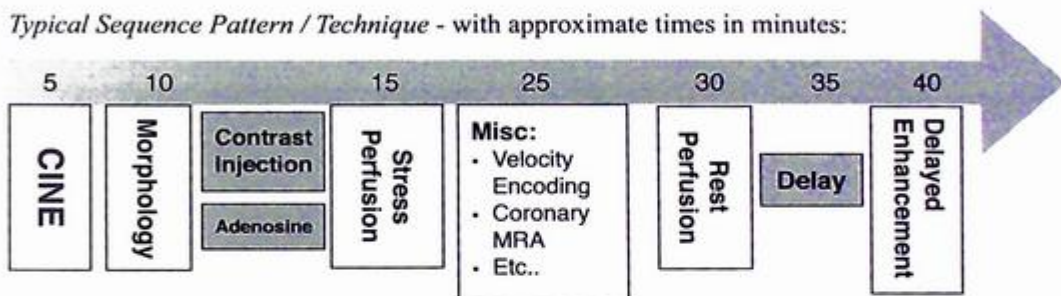 Typical Sequence Pattern / Technique - with approximate times in minutes:
5
10
15
25
30
35
40
CINE
Morphology
Contrast
Injection
Adenosine
Stress
Perfusion
Misc:
• Velocity
Encoding
• Coronary
MRA
• Etc..
Rest
Perfusion
Delay
Delayed
Enhancement